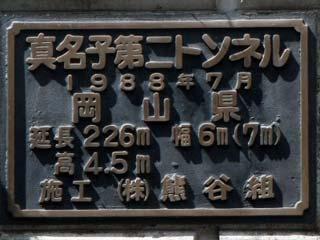 真名子第二トンネル
1988年7月
岡山県
延長226m 幅6m(7m)
高4.5m
施工 (株)熊谷組